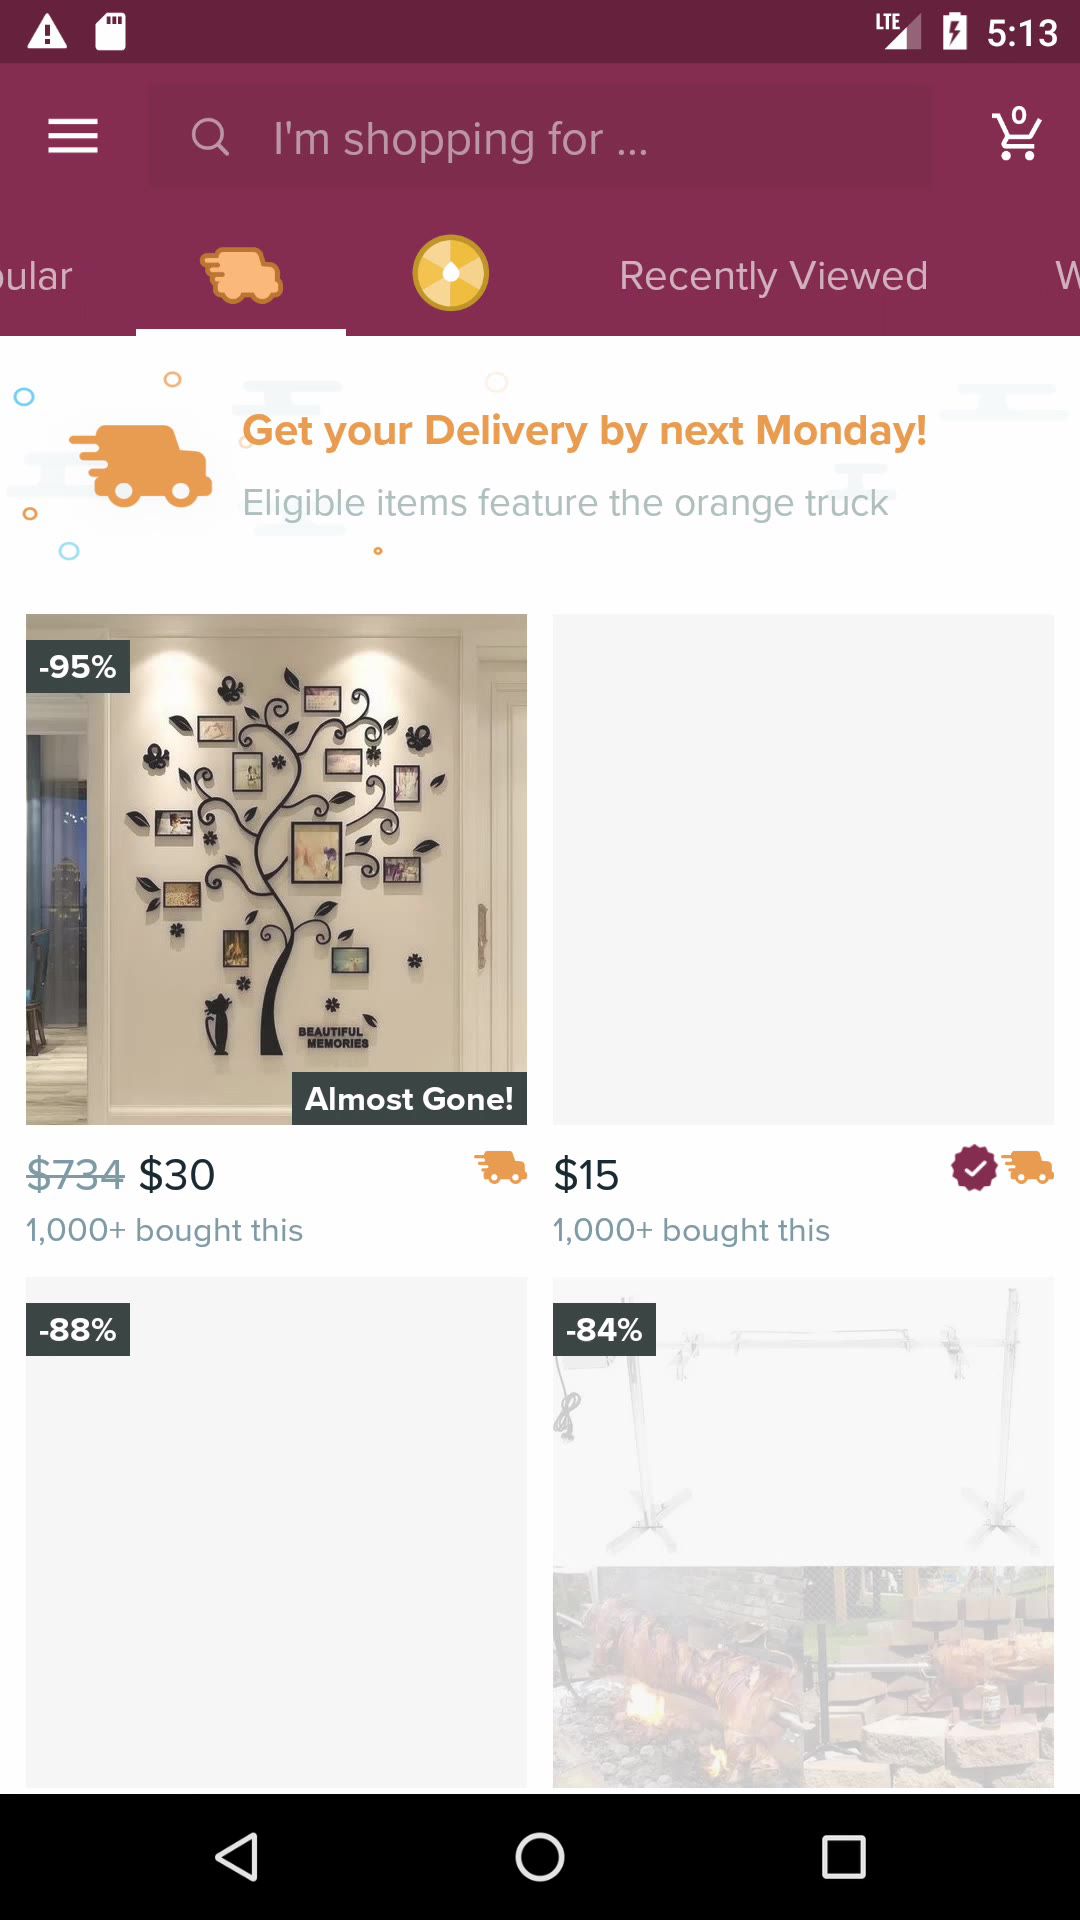 LTE 5:13
I'm shopping for ...
0
pular
Recently Viewed
W
Get your Delivery by next Monday!
Eligible items feature the orange truck
-95%
BEAUTIFUL
MEMORIES
Almost Gone!
$734 $30
$15
1,000+ bought this
1,000+ bought this
-88%
-84%